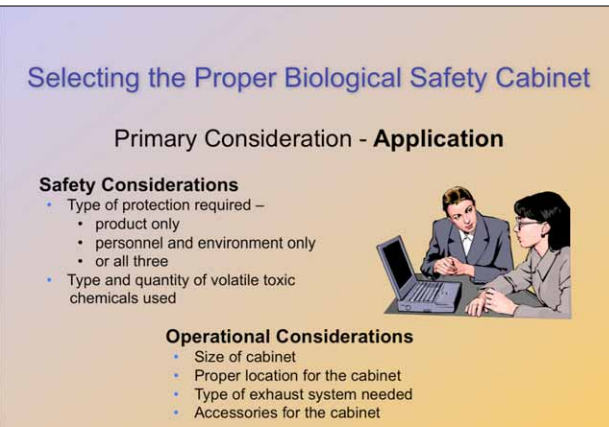 Selecting the Proper Biological Safety Cabinet
Primary Consideration - Application
Safety Considerations
• Type of protection required –
• product only
• personnel and environment only
• or all three
• Type and quantity of volatile toxic
chemicals used
Operational Considerations
• Size of cabinet
• Proper location for the cabinet
• Type of exhaust system needed
• Accessories for the cabinet